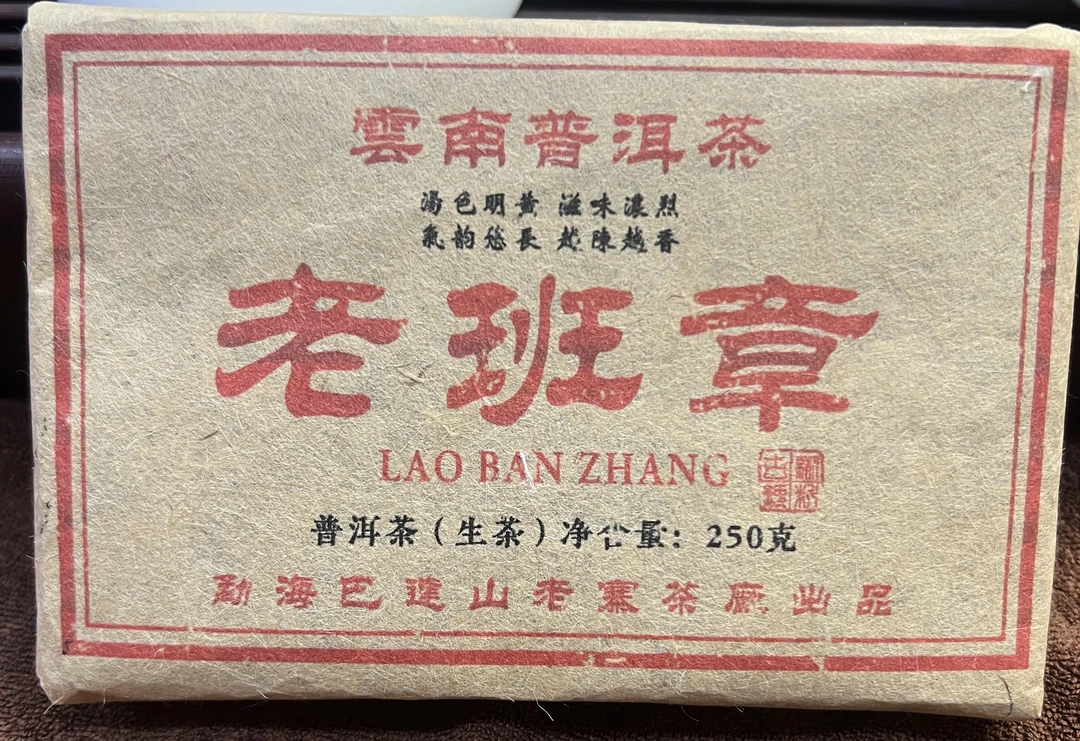 雲南普洱茶
湯色明黄 滋味濃烈
氣韵悠長 越陳越香
老班章
LAO BAN ZHANG
普洱茶（生茶）净含量：250克
勐海巴達山老寨茶廠出品